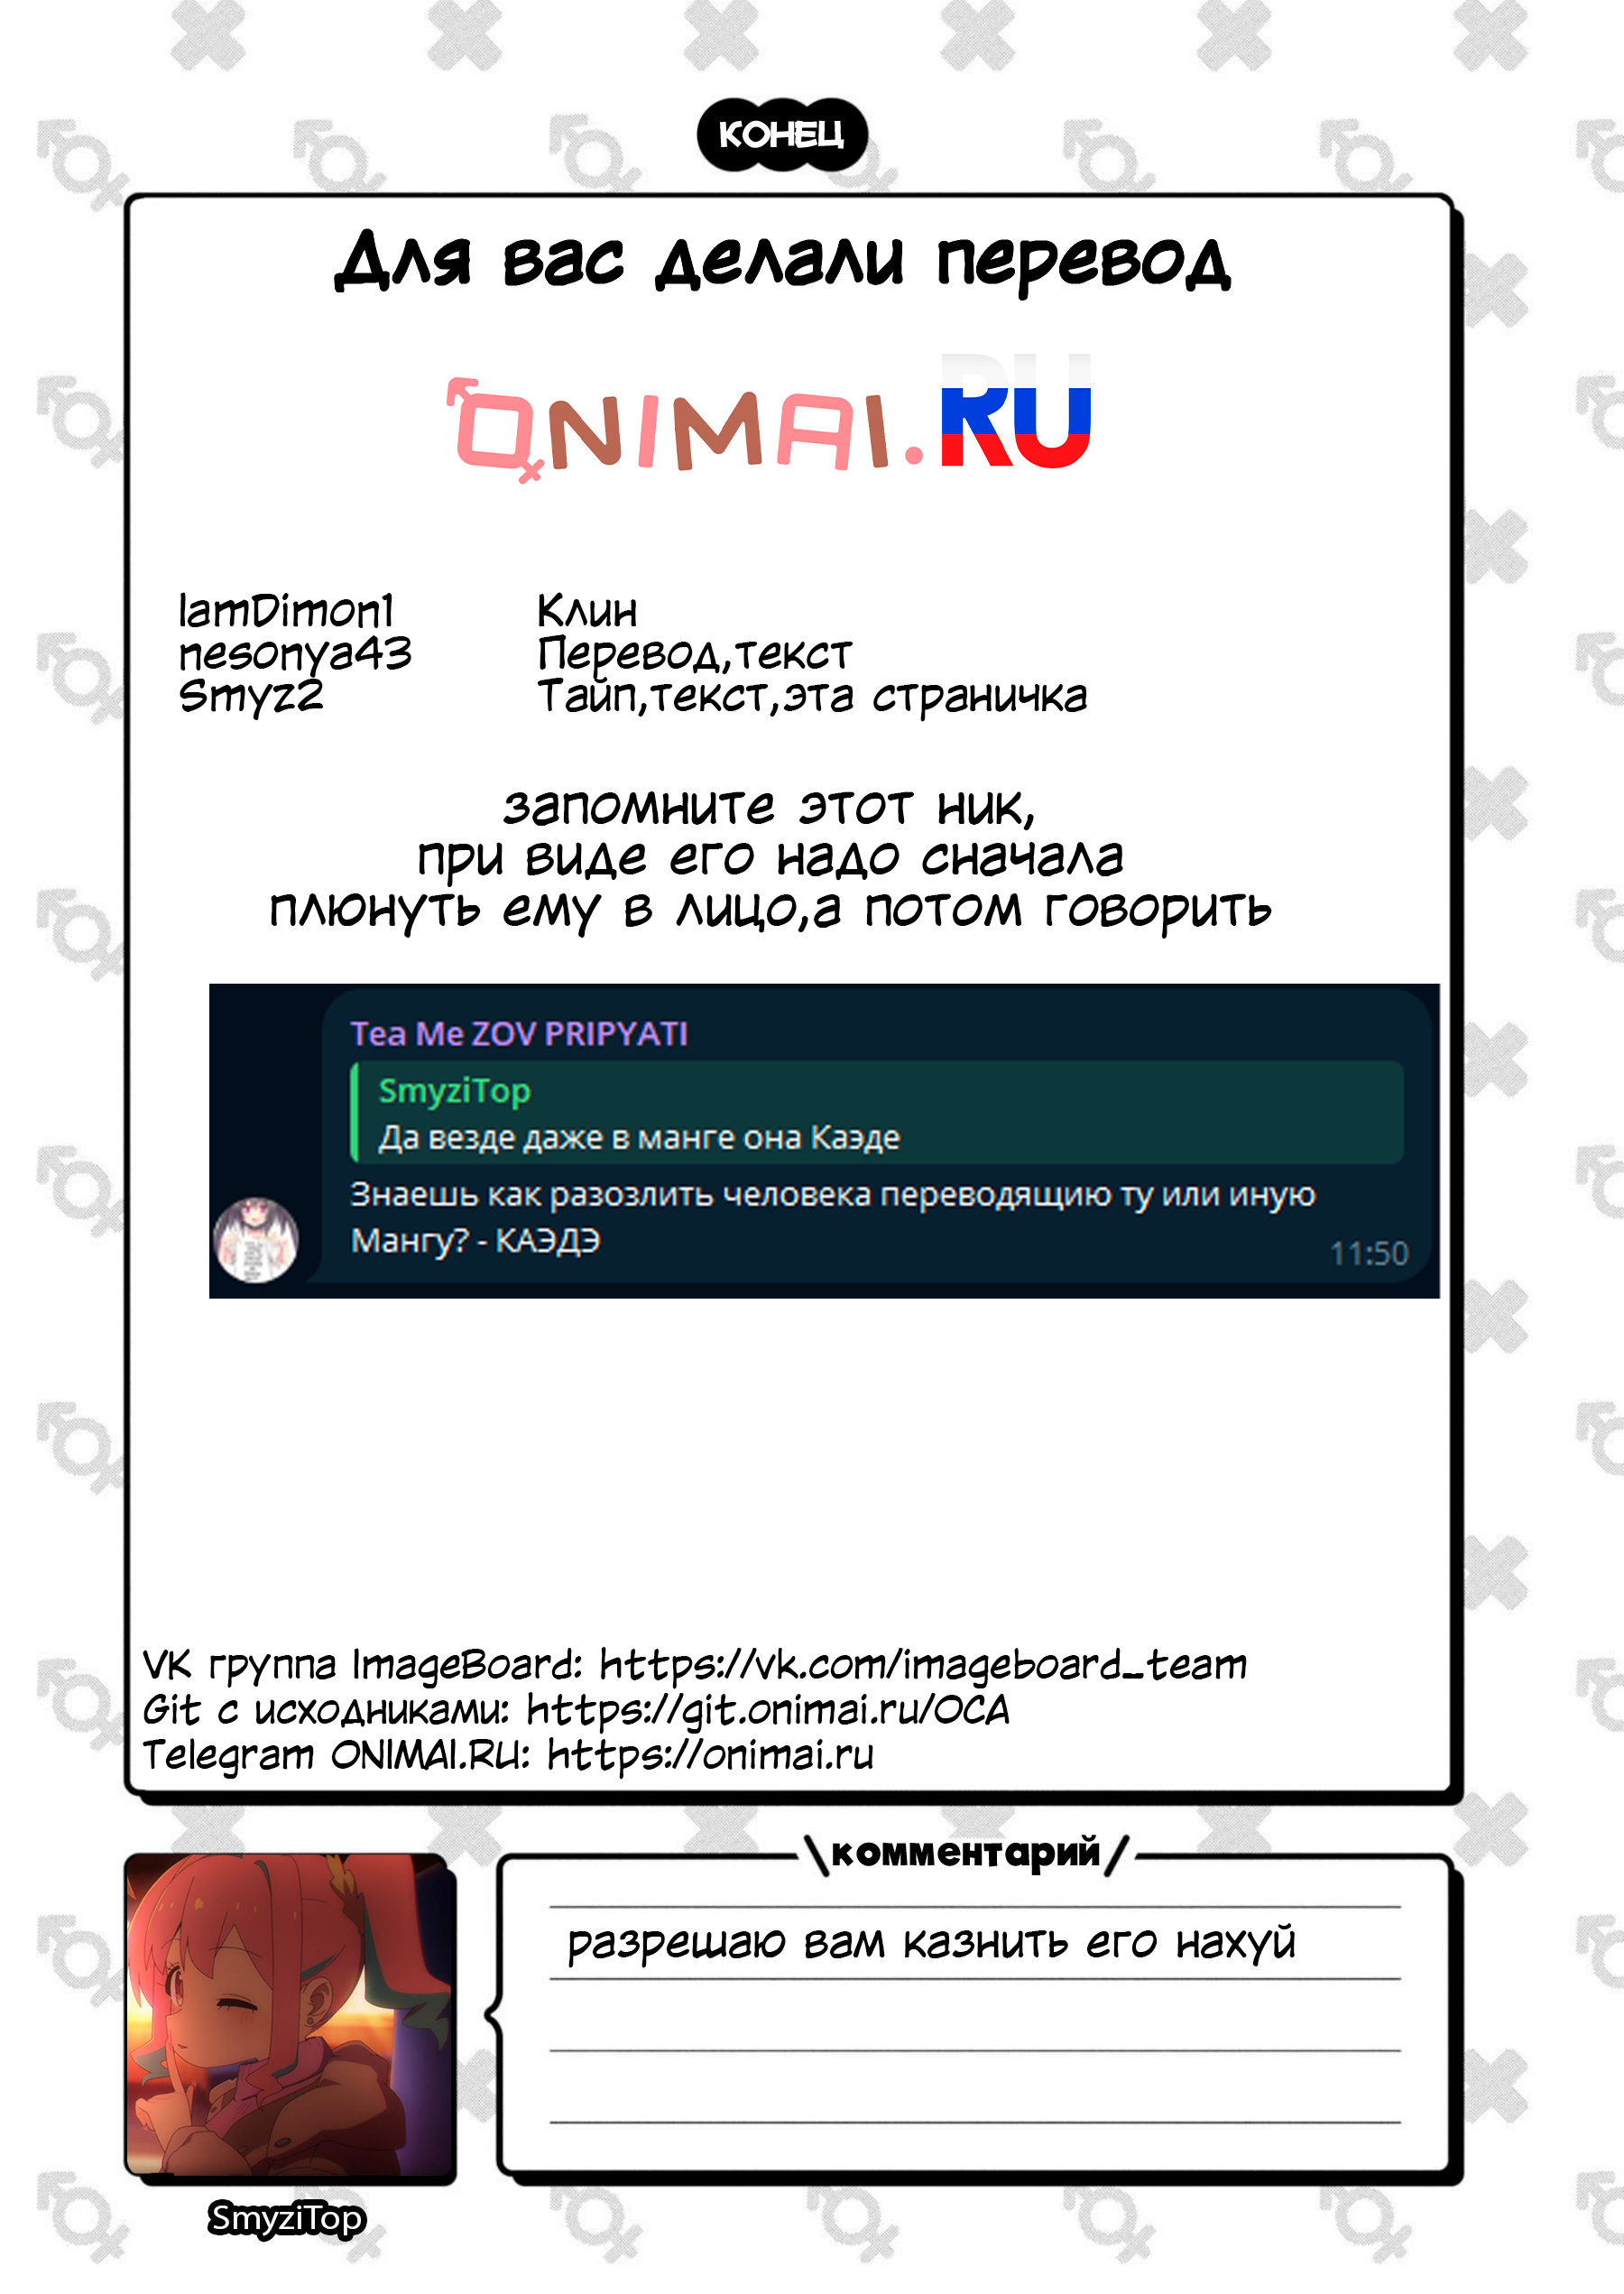 КОНЕЦ
Для вас делали перевод
ONIMAI.RU
IamDimon1 Клин
nesonya43 Перевод,текст
Smyz2 Тайп,текст,эта страничка
запомните этот ник,
при виде его надо сначала
плюнуть ему в лицо,а потом говорить
Tea Me ZOV PRIPYATI
SmyziTop
Да везде даже в манге она Каэде
Знаешь как разозлить человека переводящию ту или иную
Мангу? - КАЭДЭ
11:50
VK группа ImageBoard: https://vk.com/imageboard_team
Git с исходниками: https://git.onimai.ru/OCA
Telegram ONIMAI.RU: https://onimai.ru
\комментарий/
разрешаю вам казнить его нахуй
SmyziTop